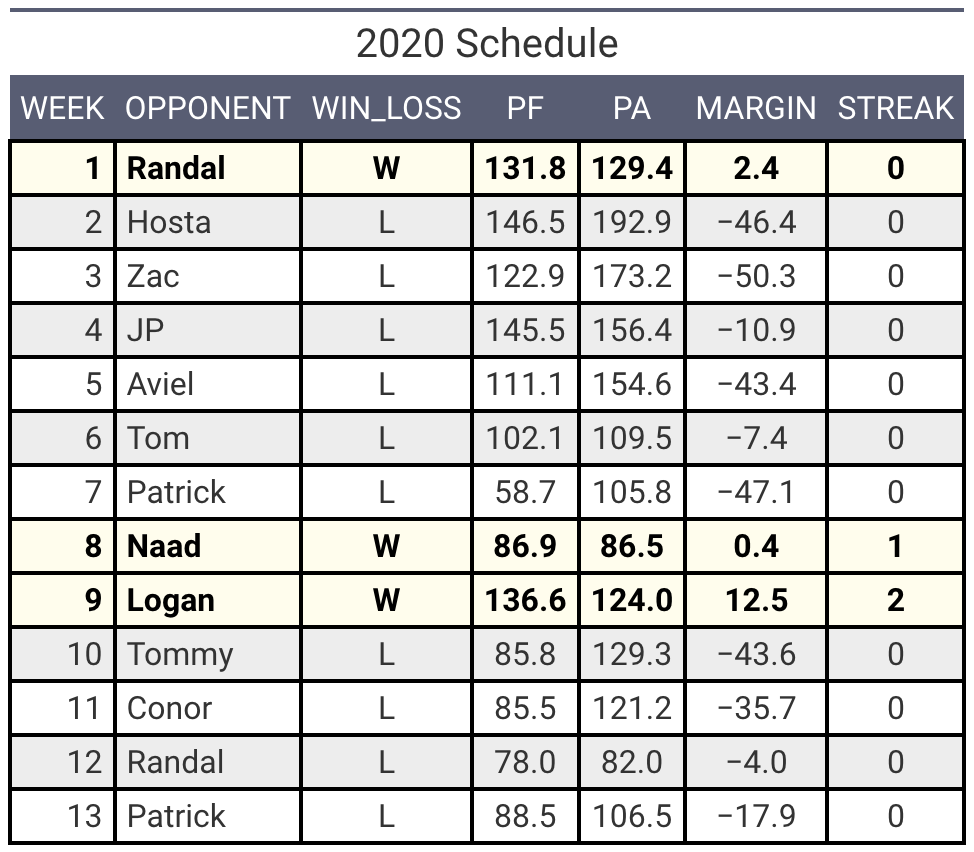 2020 Schedule
WEEK OPPONENT WIN_LOSS PF PA MARGIN STREAK
1 Randal W 131.8 129.4 2.4 0
2 Hosta L 146.5 192.9 −46.4 0
3 Zac L 122.9 173.2 −50.3 0
4 JP L 145.5 156.4 −10.9 0
5 Aviel L 111.1 154.6 −43.4 0
6 Tom L 102.1 109.5 −7.4 0
7 Patrick L 58.7 105.8 −47.1 0
8 Naad W 86.9 86.5 0.4 1
9 Logan W 136.6 124.0 12.5 2
10 Tommy L 85.8 129.3 −43.6 0
11 Conor L 85.5 121.2 −35.7 0
12 Randal L 78.0 82.0 −4.0 0
13 Patrick L 88.5 106.5 −17.9 0